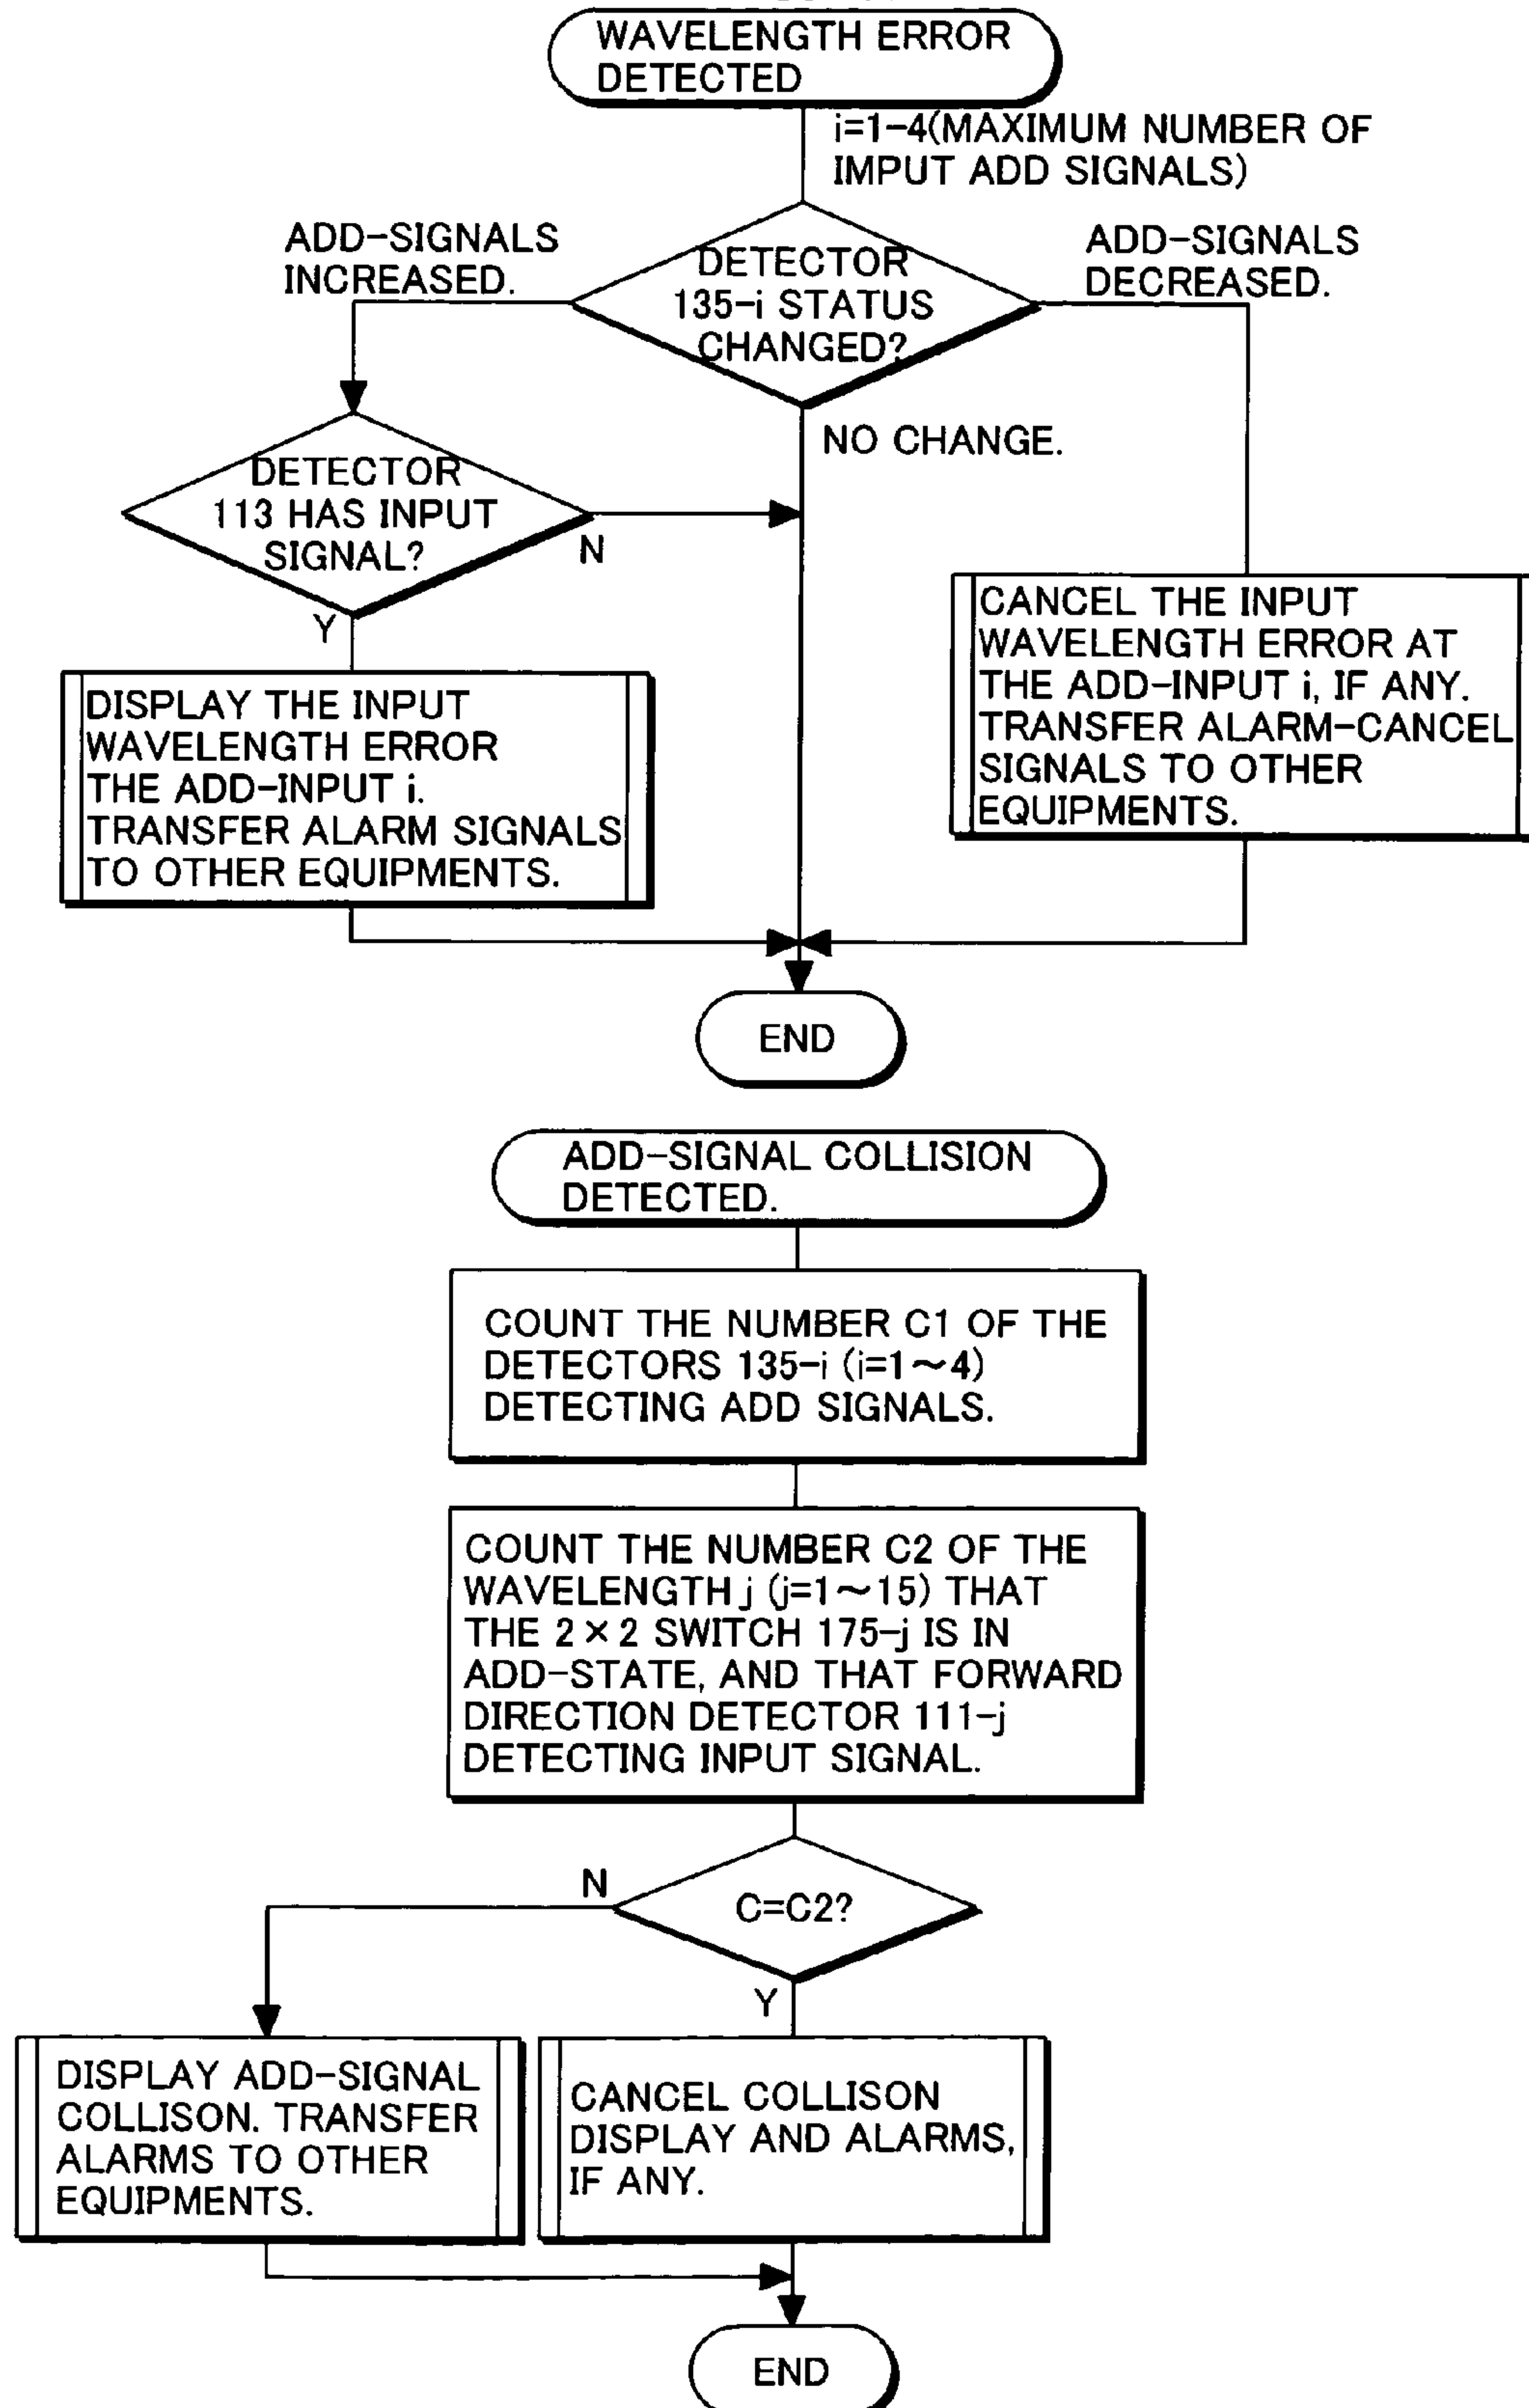 WAVELENGTH ERROR
DETECTED
i=1-4(MAXIMUM NUMBER OF
IMPUT ADD SIGNALS)
ADD-SIGNALS
INCREASED.
DETECTOR
135-i STATUS
CHANGED?
ADD-SIGNALS
DECREASED.
NO CHANGE.
DETECTOR
113 HAS INPUT
SIGNAL?
N
Y
CANCEL THE INPUT
WAVELENGTH ERROR AT
THE ADD-INPUT i, IF ANY.
TRANSFER ALARM-CANCEL
SIGNALS TO OTHER
EQUIPMENTS.
DISPLAY THE INPUT
WAVELENGTH ERROR
THE ADD-INPUT i.
TRANSFER ALARM SIGNALS
TO OTHER EQUIPMENTS.
END
ADD-SIGNAL COLLISION
DETECTED.
COUNT THE NUMBER C1 OF THE
DETECTORS 135-i (i=1~4)
DETECTING ADD SIGNALS.
COUNT THE NUMBER C2 OF THE
WAVELENGTH j (j=1~15) THAT
THE 2×2 SWITCH 175-j IS IN
ADD-STATE, AND THAT FORWARD
DIRECTION DETECTOR 111-j
DETECTING INPUT SIGNAL.
N
C=C2?
Y
DISPLAY ADD-SIGNAL
COLLISON. TRANSFER
ALARMS TO OTHER
EQUIPMENTS.
CANCEL COLLISON
DISPLAY AND ALARMS,
IF ANY.
END